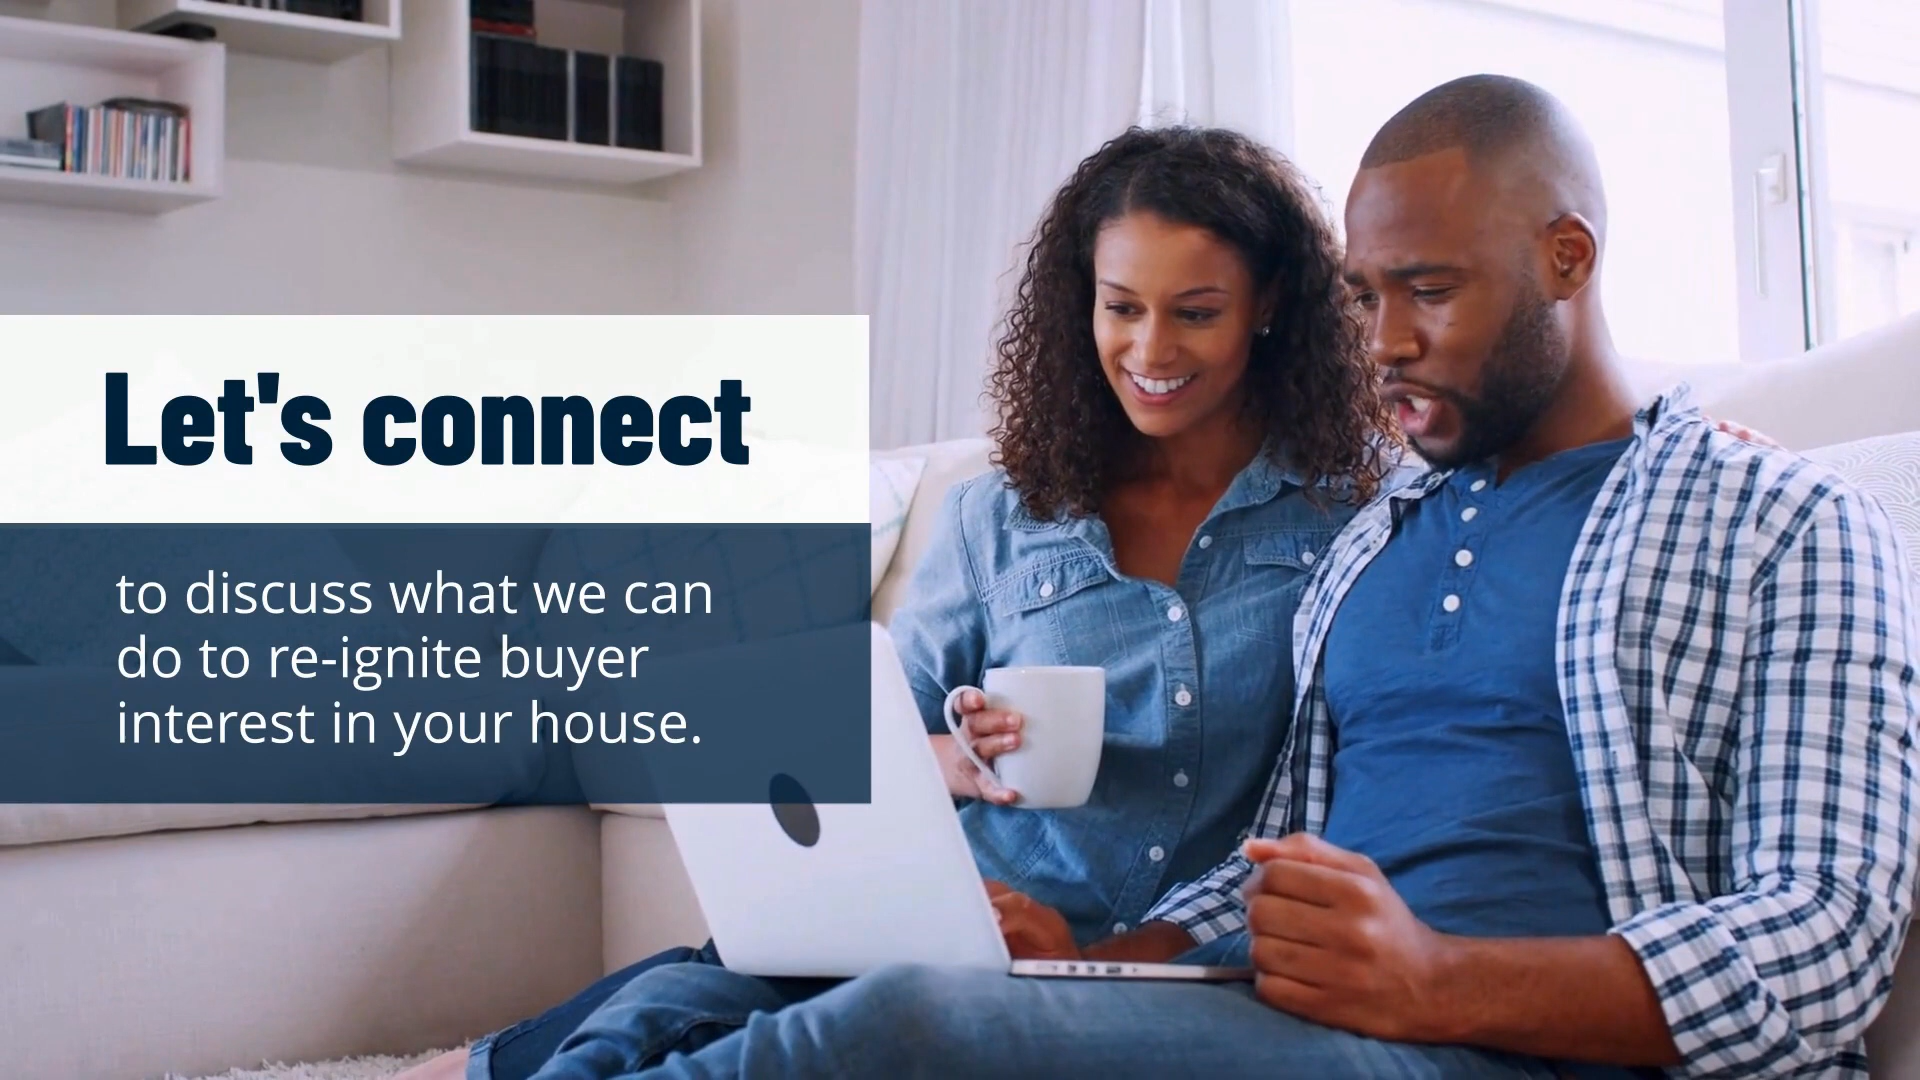 Let's connect
to discuss what we can
do to re-ignite buyer
interest in your house.